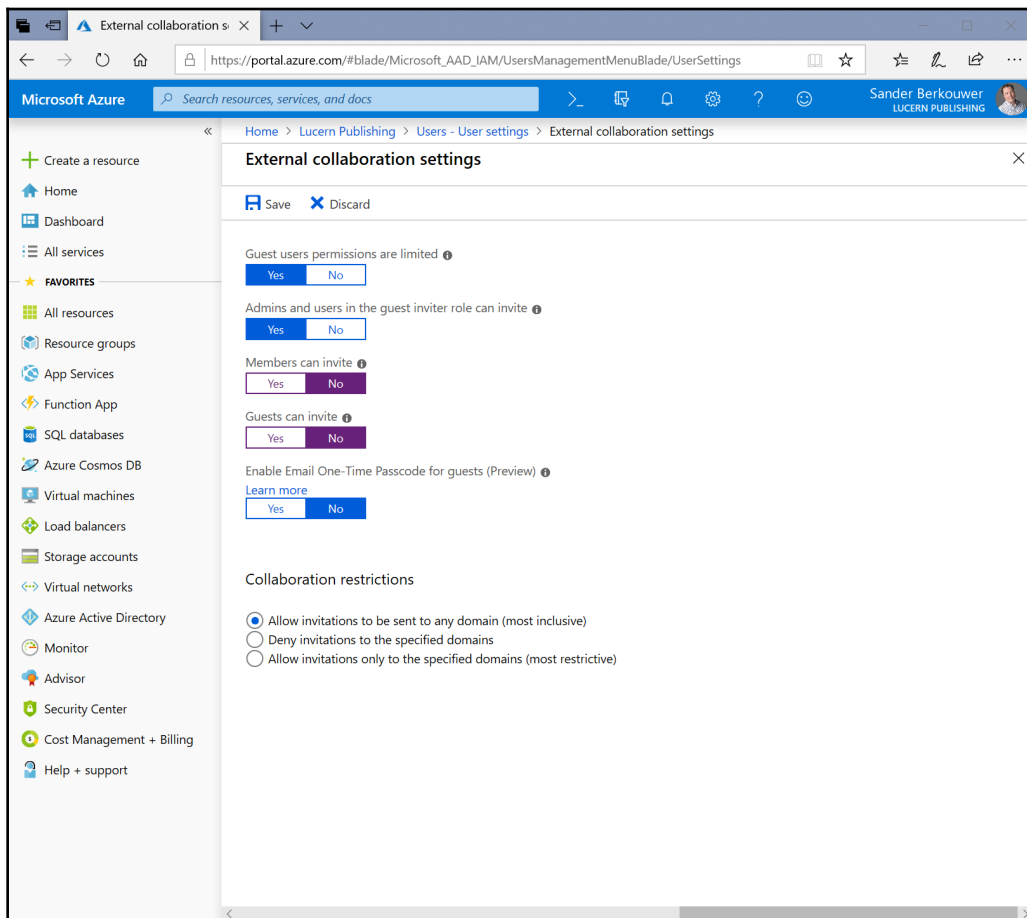 External collaboration s
https://portal.azure.com/#blade/Microsoft_AAD_IAM/UsersManagementMenuBlade/UserSettings
Microsoft Azure
Search resources, services, and docs
Sander Berkouwer
LUCERN PUBLISHING
Home > Lucern Publishing > Users - User settings > External collaboration settings
External collaboration settings
Save Discard
Create a resource
Home
Dashboard
All services
FAVORITES
All resources
Resource groups
App Services
Function App
SQL databases
Azure Cosmos DB
Virtual machines
Load balancers
Storage accounts
Virtual networks
Azure Active Directory
Monitor
Advisor
Security Center
Cost Management + Billing
Help + support
Guest users permissions are limited
Yes No
Admins and users in the guest inviter role can invite
Yes No
Members can invite
Yes No
Guests can invite
Yes No
Enable Email One-Time Passcode for guests (Preview)
Learn more
Yes No
Collaboration restrictions
Allow invitations to be sent to any domain (most inclusive)
Deny invitations to the specified domains
Allow invitations only to the specified domains (most restrictive)